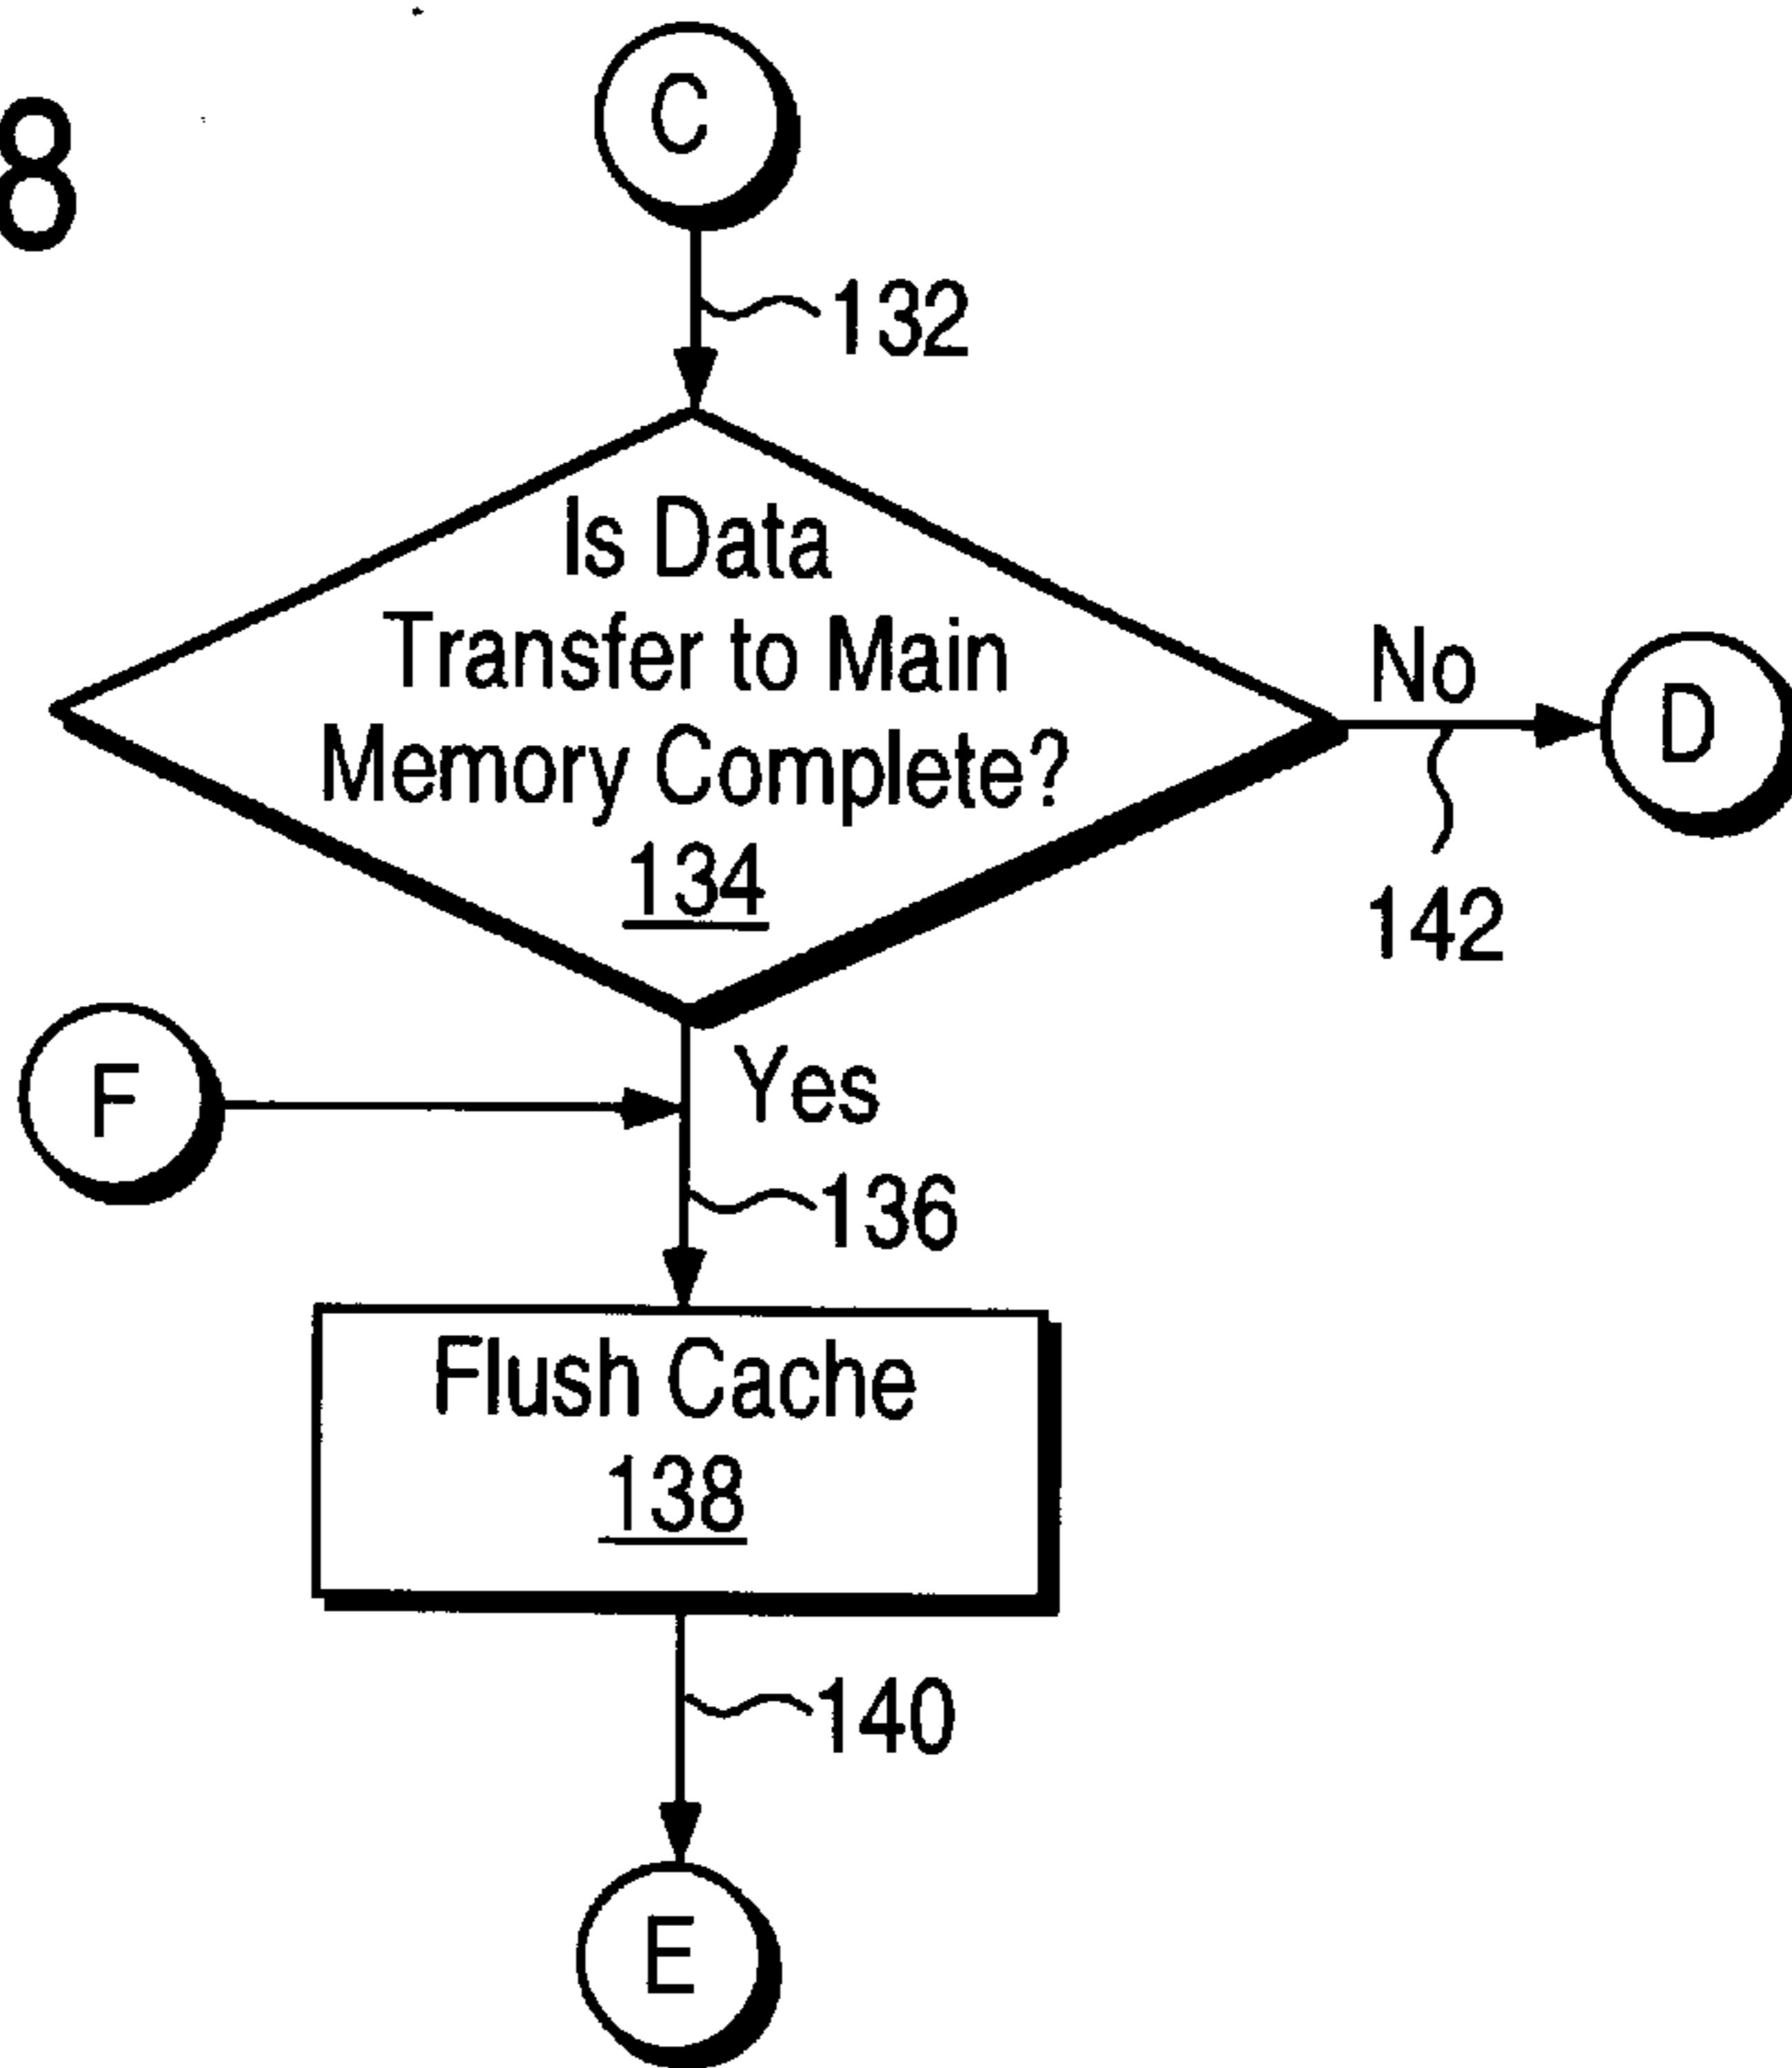 8
C
132
Is Data
Transfer to Main
Memory Complete?
134
No
D
142
F
Yes
136
Flush Cache
138
140
E